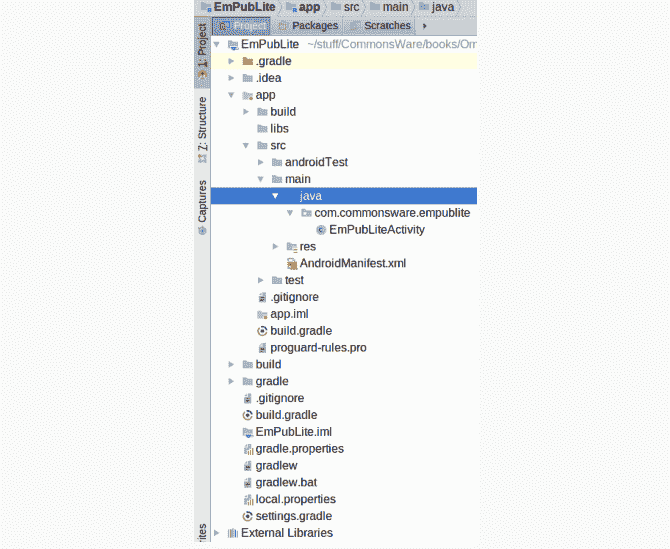 EmPubLite app src main java
Project Packages Scratches
1: Project
7: Structure
Captures
EmPubLite ~/stuff/CommonsWare/books/Om
.gradle
.idea
app
build
libs
src
androidTest
main
java
com.commonsware.empublite
EmPubLiteActivity
res
AndroidManifest.xml
test
.gitignore
app.iml
build.gradle
proguard-rules.pro
build
gradle
.gitignore
build.gradle
EmPubLite.iml
gradle.properties
gradlew
gradlew.bat
local.properties
settings.gradle
External Libraries